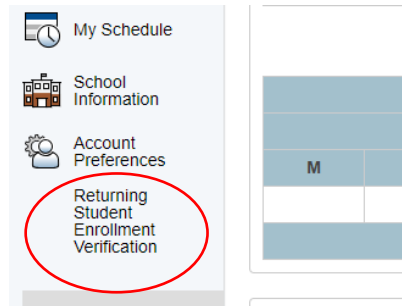 My Schedule
School
Information
Account
Preferences
M
Returning
Student
Enrollment
Verification